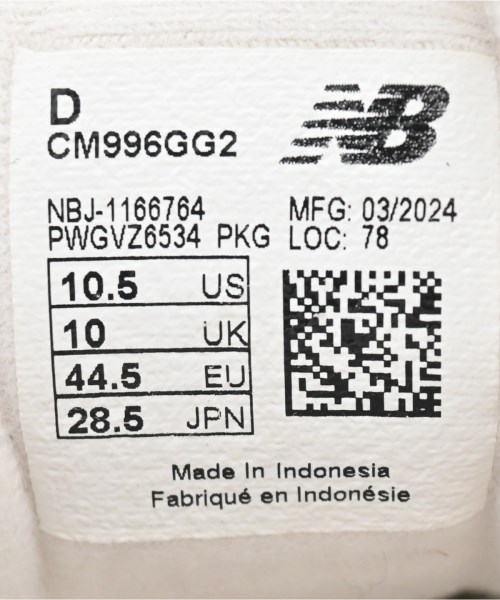 D
CM996GG2
NB
NBJ-1166764 MFG: 03/2024
PWGVZ6534 PKG LOC: 78
10.5 US
10 UK
44.5 EU
28.5 JPN
Made In Indonesia
Fabriqué en Indonésie